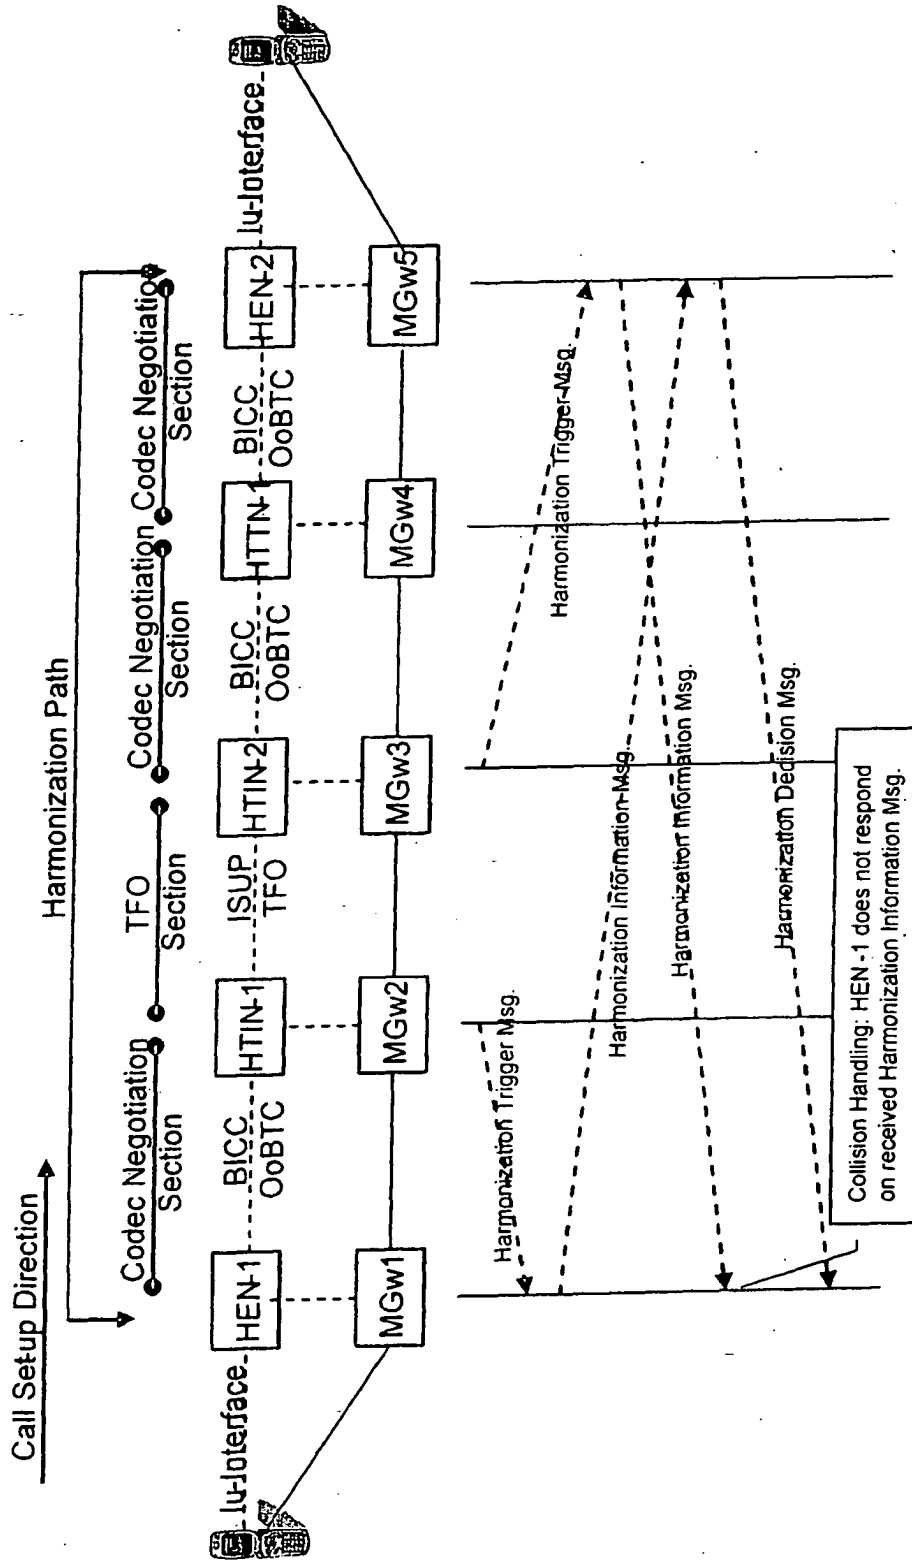 Call Set-up Direction
Harmonization Path
Codec Negotiation
Section
TFO
Section
Codec Negotiation
Section
Codec Negotiation
Section
Iu-Interface
HEN-1
BICC
OoBTC
HTIN-1
ISUP
TFO
HTIN-2
BICC
OoBTC
HTTN-1
BICC
OoBTC
HEN-2
Iu-Interface
MGw1
MGw2
MGw3
MGw4
MGw5
Harmonization Trigger Msg.
Harmonization Trigger Msg.
Harmonization Information Msg.
Harmonization Information Msg.
Harmonization Decision Msg.
Collision Handling: HEN-1 does not respond
on received Harmonization Information Msg.